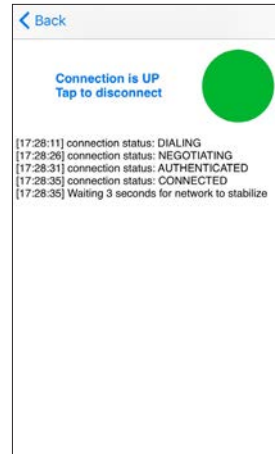 Back
Connection is UP
Tap to disconnect
[17:28:11] connection status: DIALING
[17:28:26] connection status: NEGOTIATING
[17:28:31] connection status: AUTHENTICATED
[17:28:35] connection status: CONNECTED
[17:28:35] Waiting 3 seconds for network to stabilize